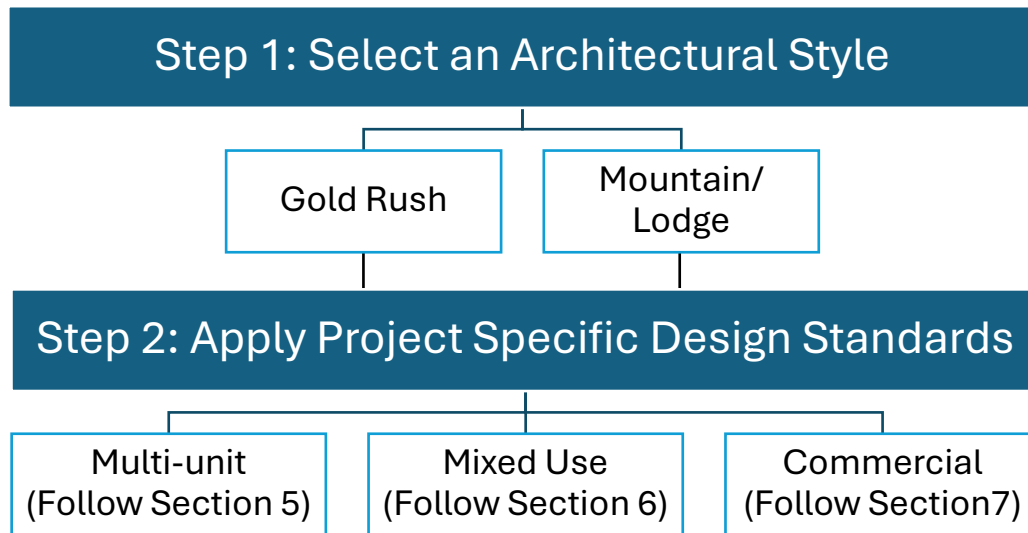 Step 1: Select an Architectural Style
Gold Rush
Mountain/
Lodge
Step 2: Apply Project Specific Design Standards
Multi-unit
(Follow Section 5)
Mixed Use
(Follow Section 6)
Commercial
(Follow Section7)